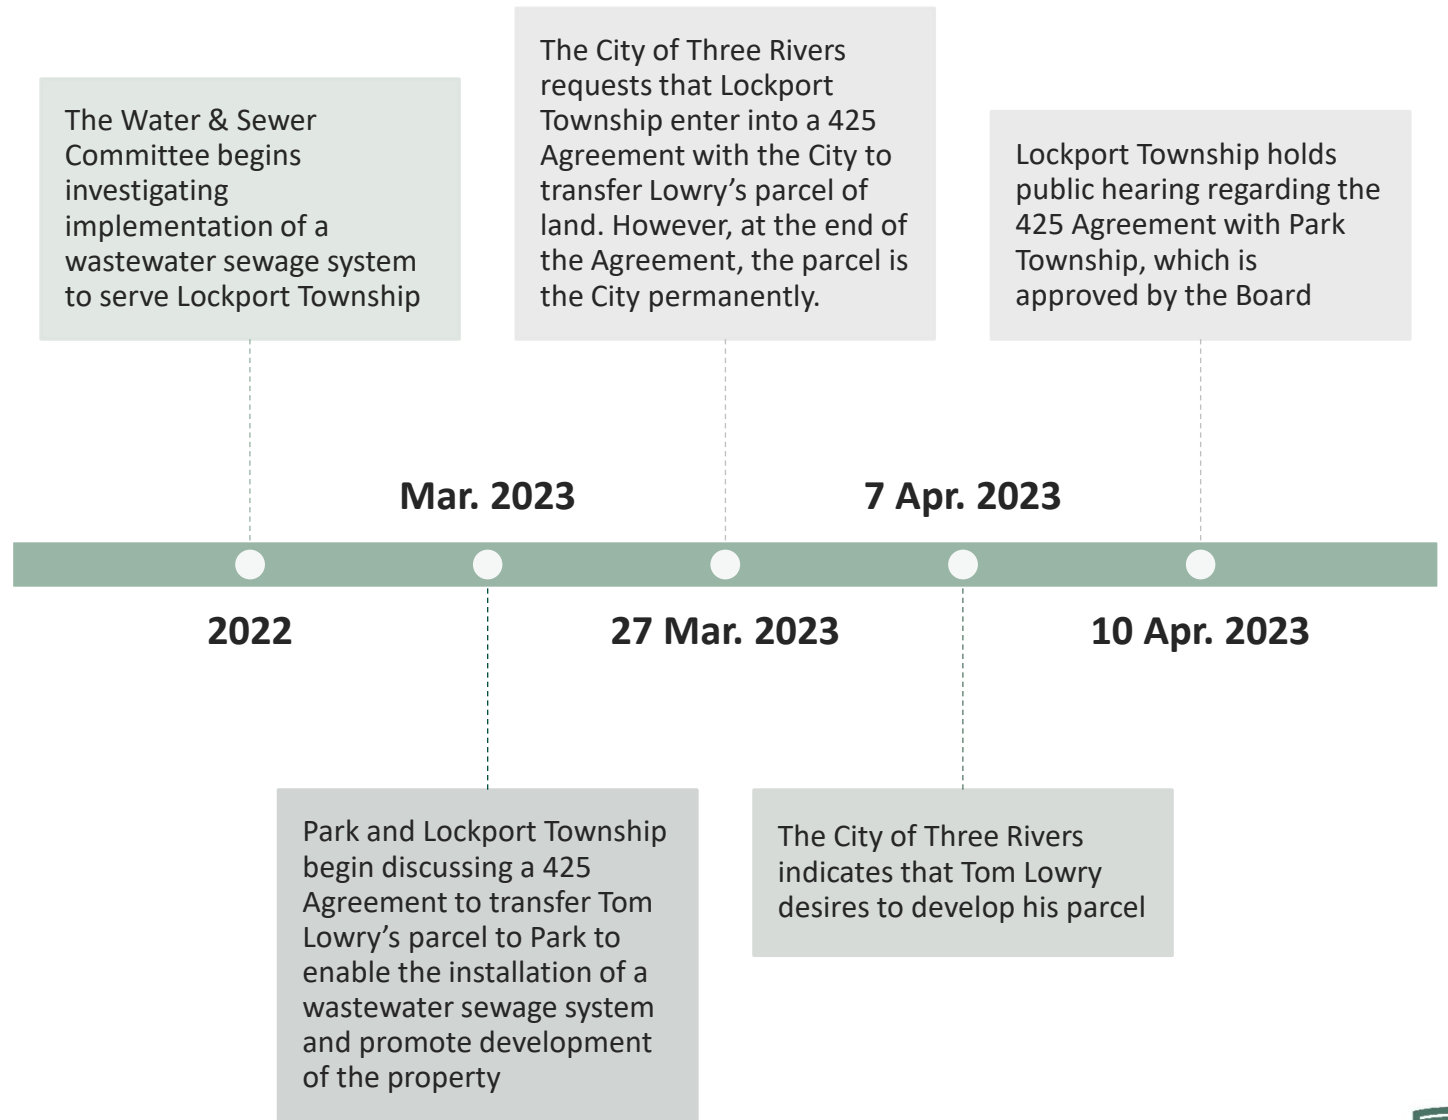 The Water & Sewer
Committee begins
investigating
implementation of a
wastewater sewage system
to serve Lockport Township
The City of Three Rivers
requests that Lockport
Township enter into a 425
Agreement with the City to
transfer Lowry’s parcel of
land. However, at the end of
the Agreement, the parcel is
the City permanently.
Lockport Township holds
public hearing regarding the
425 Agreement with Park
Township, which is
approved by the Board
Mar. 2023
7 Apr. 2023
2022
27 Mar. 2023
10 Apr. 2023
Park and Lockport Township
begin discussing a 425
Agreement to transfer Tom
Lowry’s parcel to Park to
enable the installation of a
wastewater sewage system
and promote development
of the property
The City of Three Rivers
indicates that Tom Lowry
desires to develop his parcel